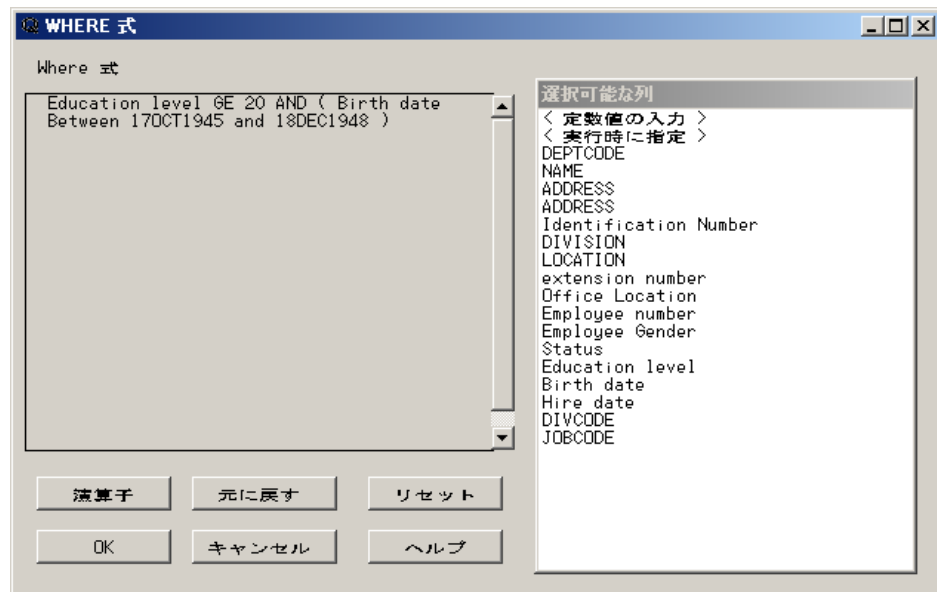 WHERE 式
Where 式
Education level GE 20 AND ( Birth date
Between 17OCT1945 and 18DEC1948 )
選択可能な列
< 定数値の入力 >
< 実行時に指定 >
DEPTCODE
NAME
ADDRESS
ADDRESS
Identification Number
DIVISION
LOCATION
extension number
Office Location
Employee number
Employee Gender
Status
Education level
Birth date
Hire date
DIVCODE
JOBCODE
演算子
元に戻す
リセット
OK
キャンセル
ヘルプ